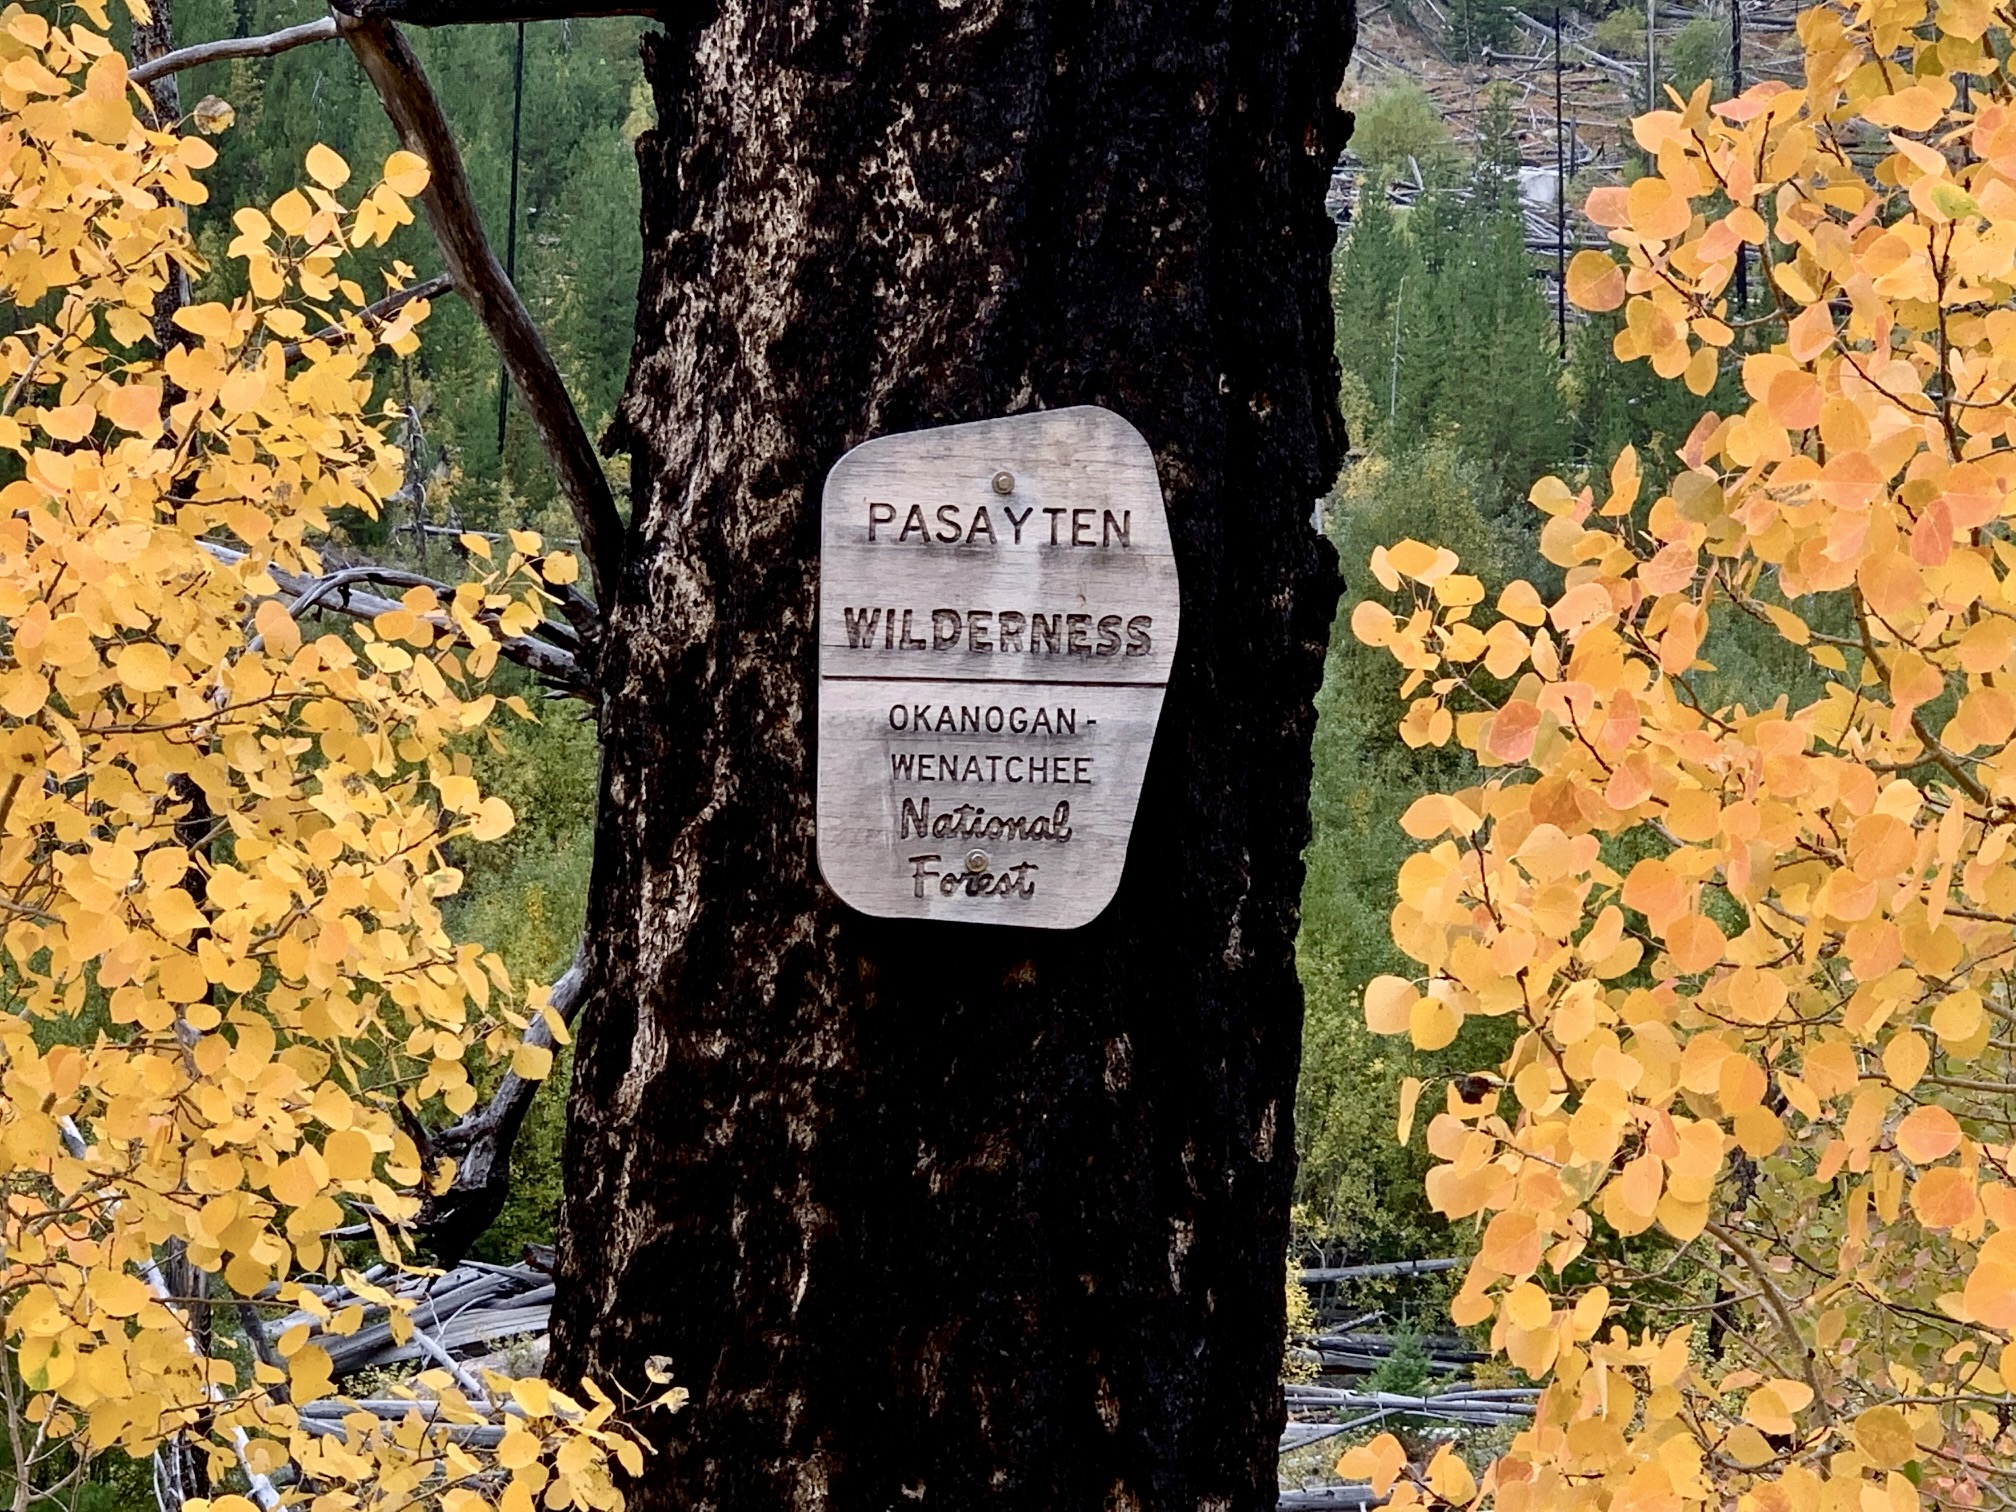 PASAYTEN
WILDERNESS
OKANOGAN-
WENATCHEE
National
Forest